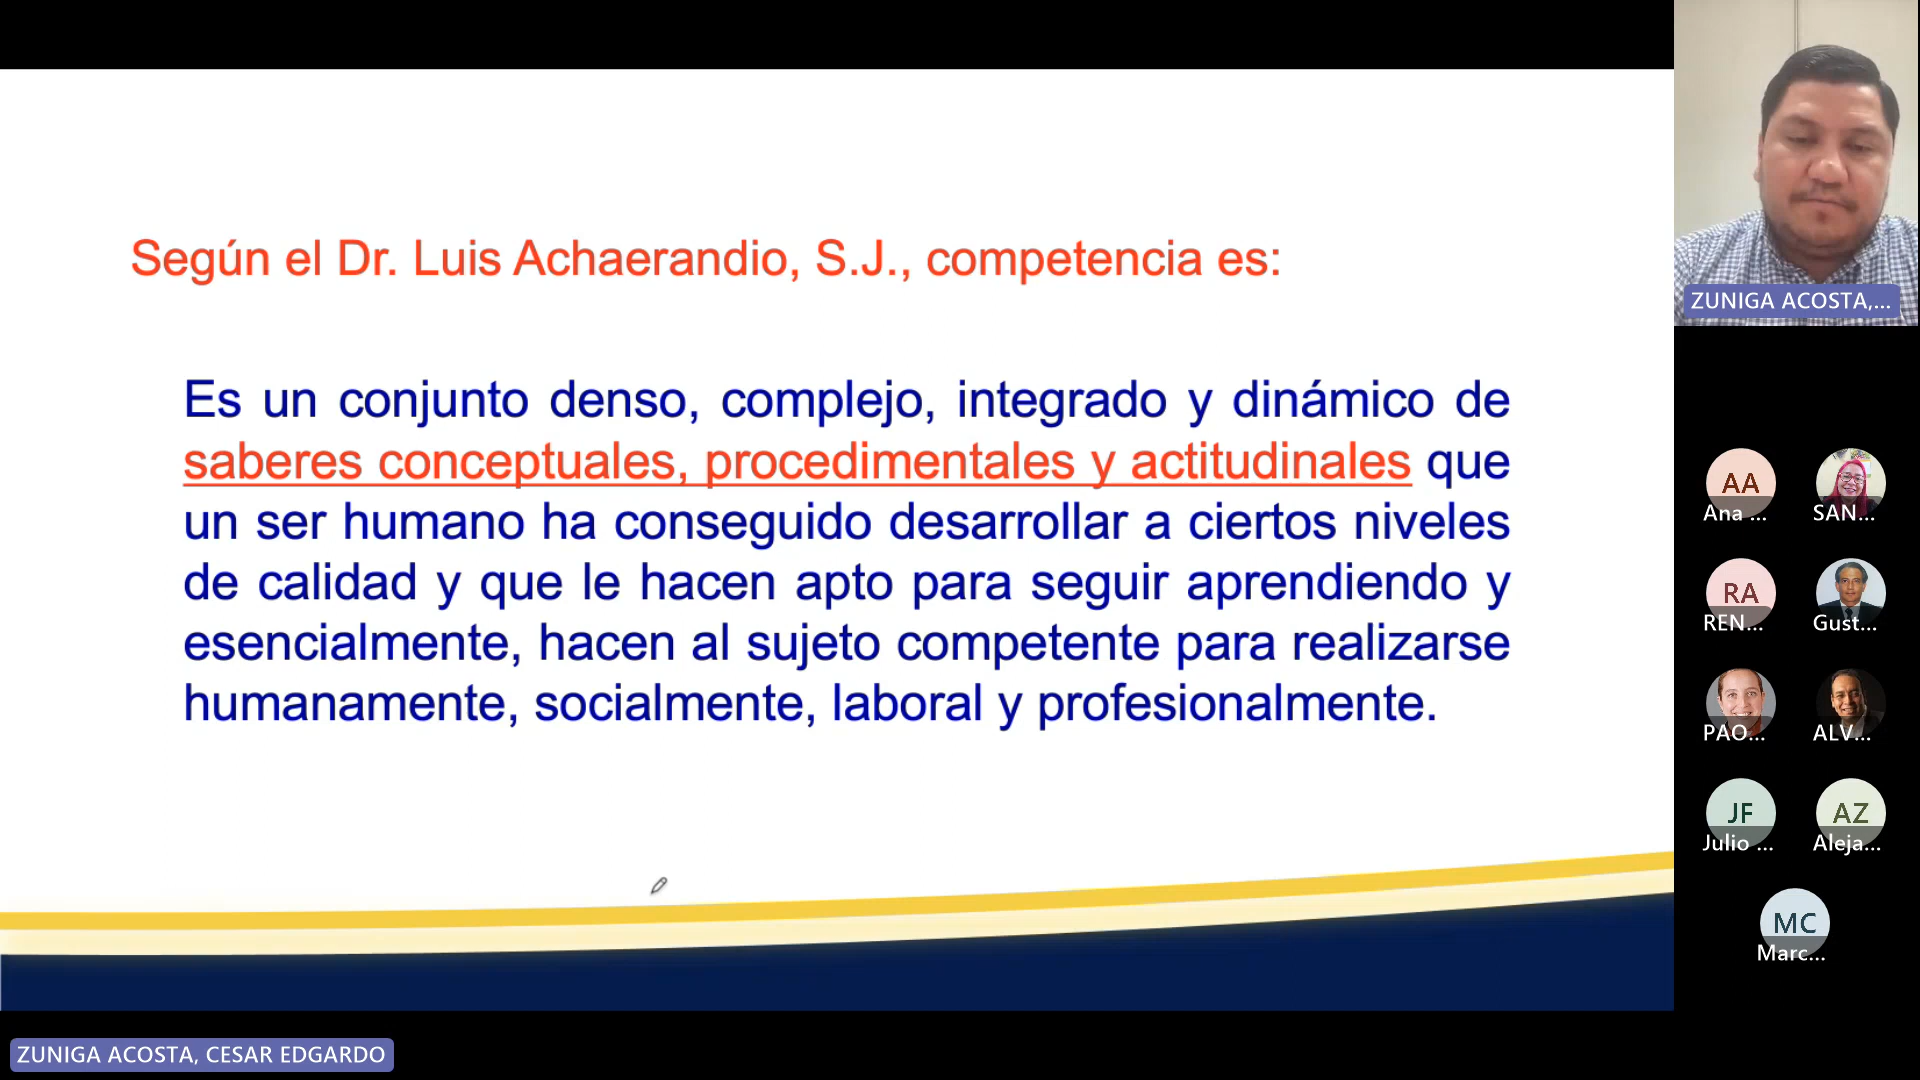 Según el Dr. Luis Achaerandio, S.J., competencia es:
Es un conjunto denso, complejo, integrado y dinámico de
saberes conceptuales, procedimentales y actitudinales que
un ser humano ha conseguido desarrollar a ciertos niveles
de calidad y que le hacen apto para seguir aprendiendo y
esencialmente, hacen al sujeto competente para realizarse
humanamente, socialmente, laboral y profesionalmente.
ZUNIGA ACOSTA, CESAR EDGARDO
ZUNIGA ACOSTA,...
AA
Ana ...
SAN...
RA
REN...
Gust...
PAO...
ALV...
JF
Julio ...
AZ
Aleja...
MC
Marc...